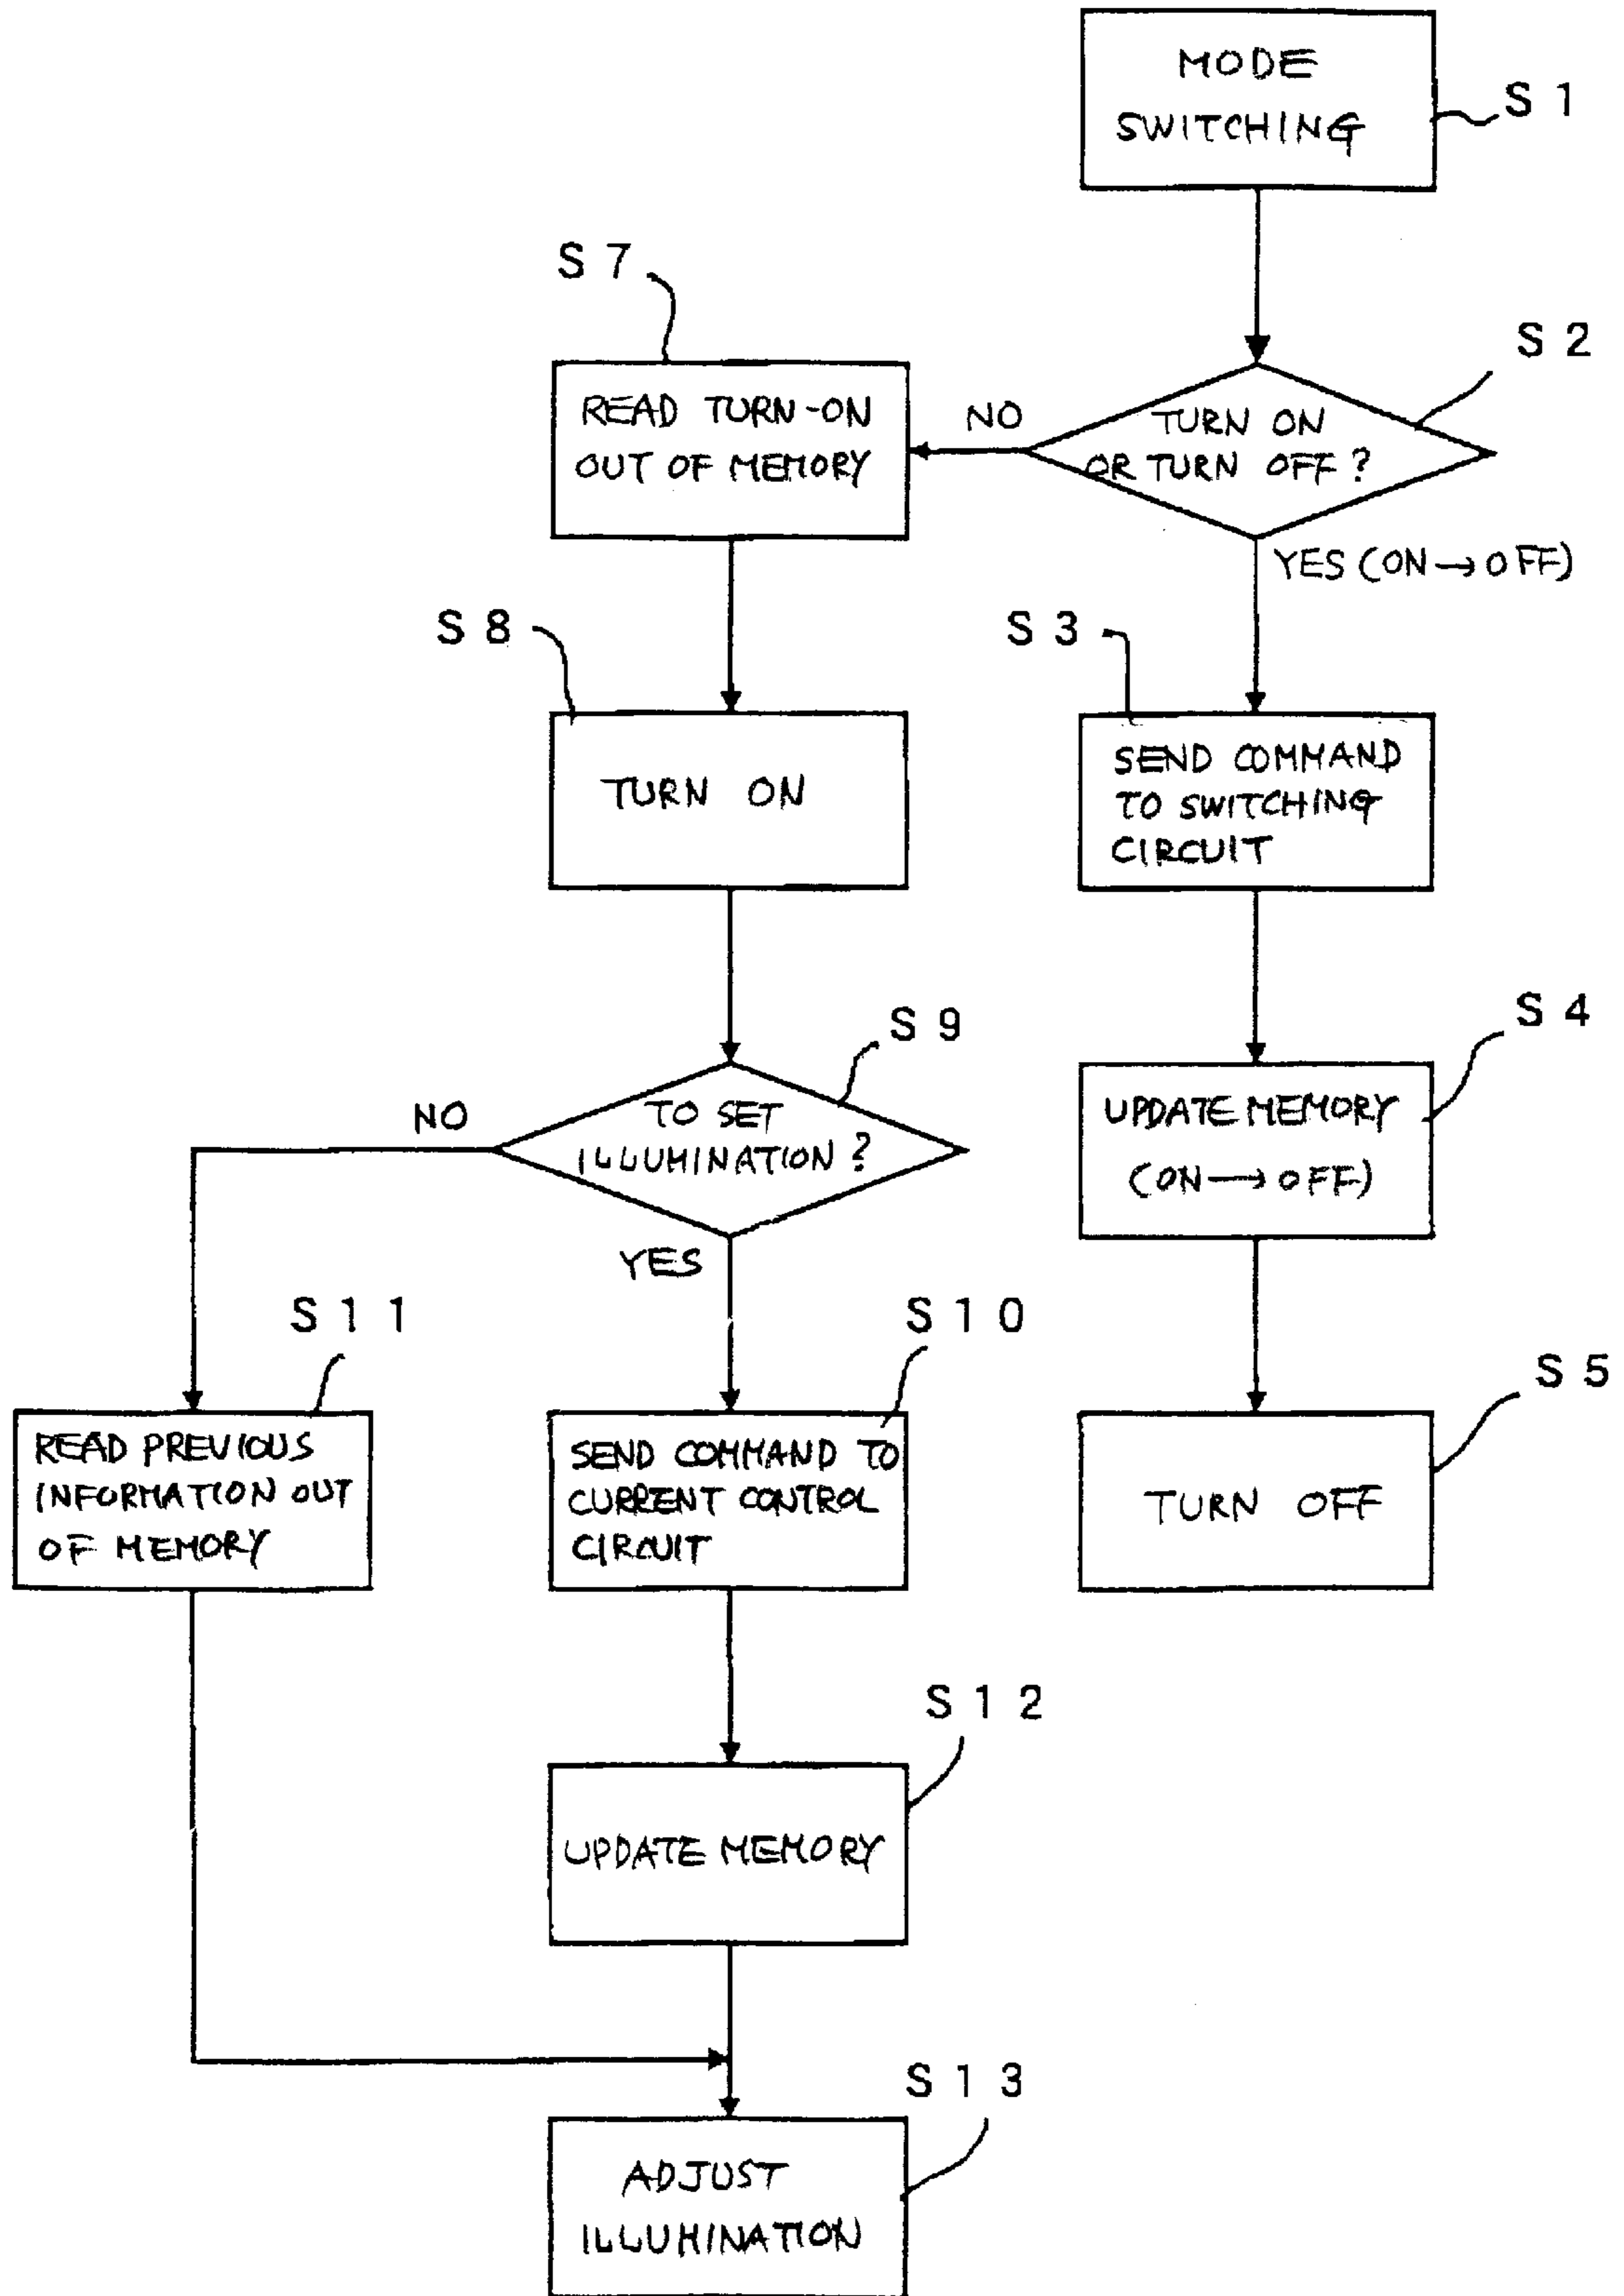 MODE
SWITCHING
S 1
S 7
S 2
READ TURN-ON
OUT OF MEMORY
NO
TURN ON
OR TURN OFF ?
YES (ON → OFF)
S 8
S 3
TURN ON
SEND COMMAND
TO SWITCHING
CIRCUIT
S 9
S 4
NO
TO SET
ILLUMINATION ?
YES
UPDATE MEMORY
(ON → OFF)
S 1 1
S 1 0
S 5
READ PREVIOUS
INFORMATION OUT
OF MEMORY
SEND COMMAND TO
CURRENT CONTROL
CIRCUIT
TURN OFF
S 1 2
UPDATE MEMORY
S 1 3
ADJUST
ILLUMINATION